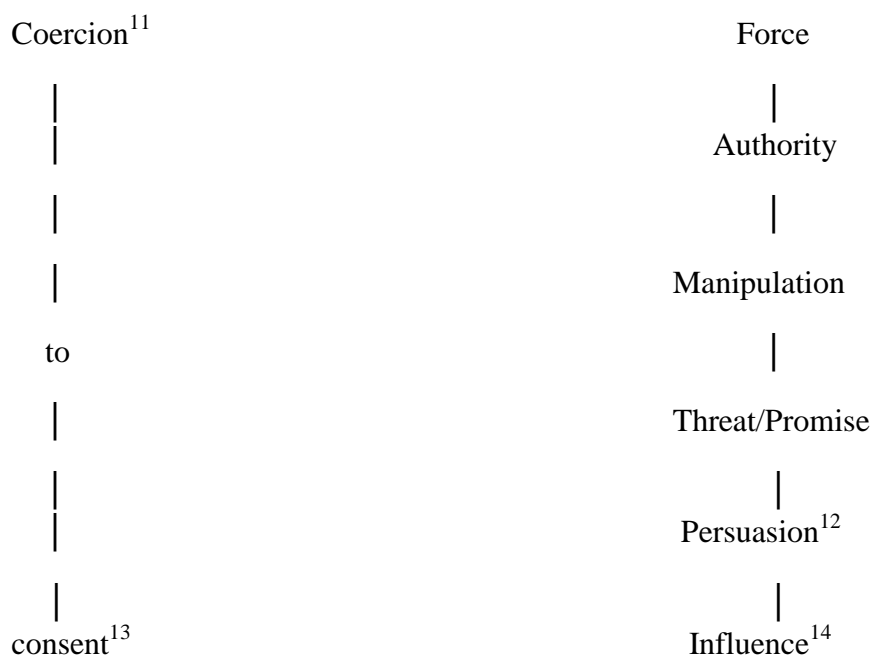 Coercion11 Force
Authority
Manipulation
to
Threat/Promise
Persuasion12
consent13 Influence14